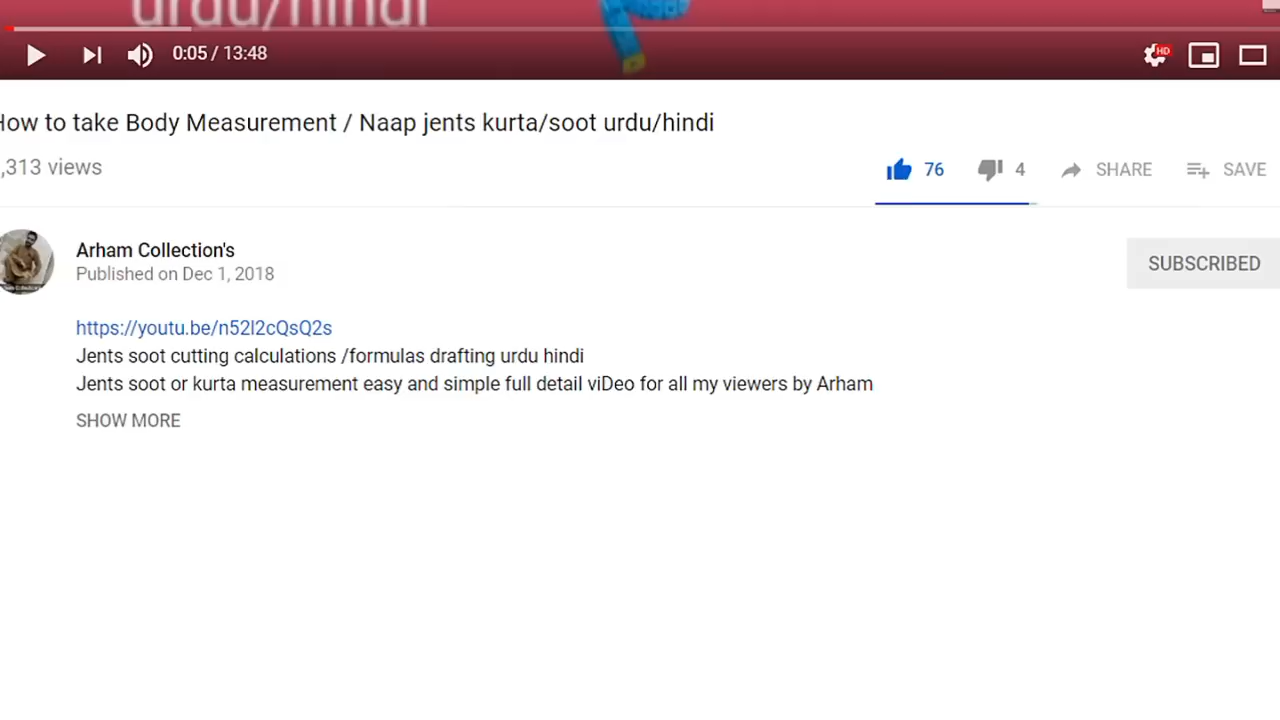 urdu/hindi
0:05 / 13:48
HD
How to take Body Measurement / Naap jents kurta/soot urdu/hindi
,313 views
76
4
SHARE
SAVE
Arham Collection's
Published on Dec 1, 2018
SUBSCRIBED
https://youtu.be/n52l2cQsQ2s
Jents soot cutting calculations /formulas drafting urdu hindi
Jents soot or kurta measurement easy and simple full detail viDeo for all my viewers by Arham
SHOW MORE